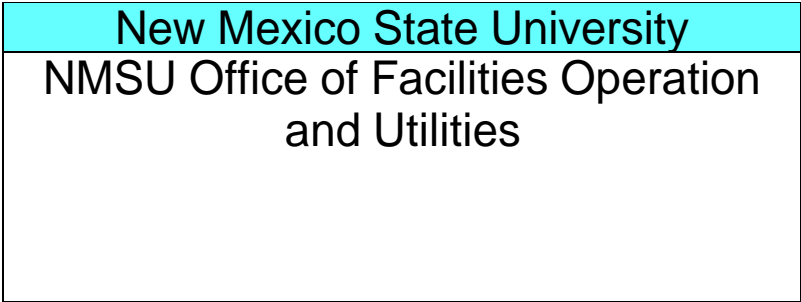 New Mexico State University
NMSU Office of Facilities Operation
and Utilities